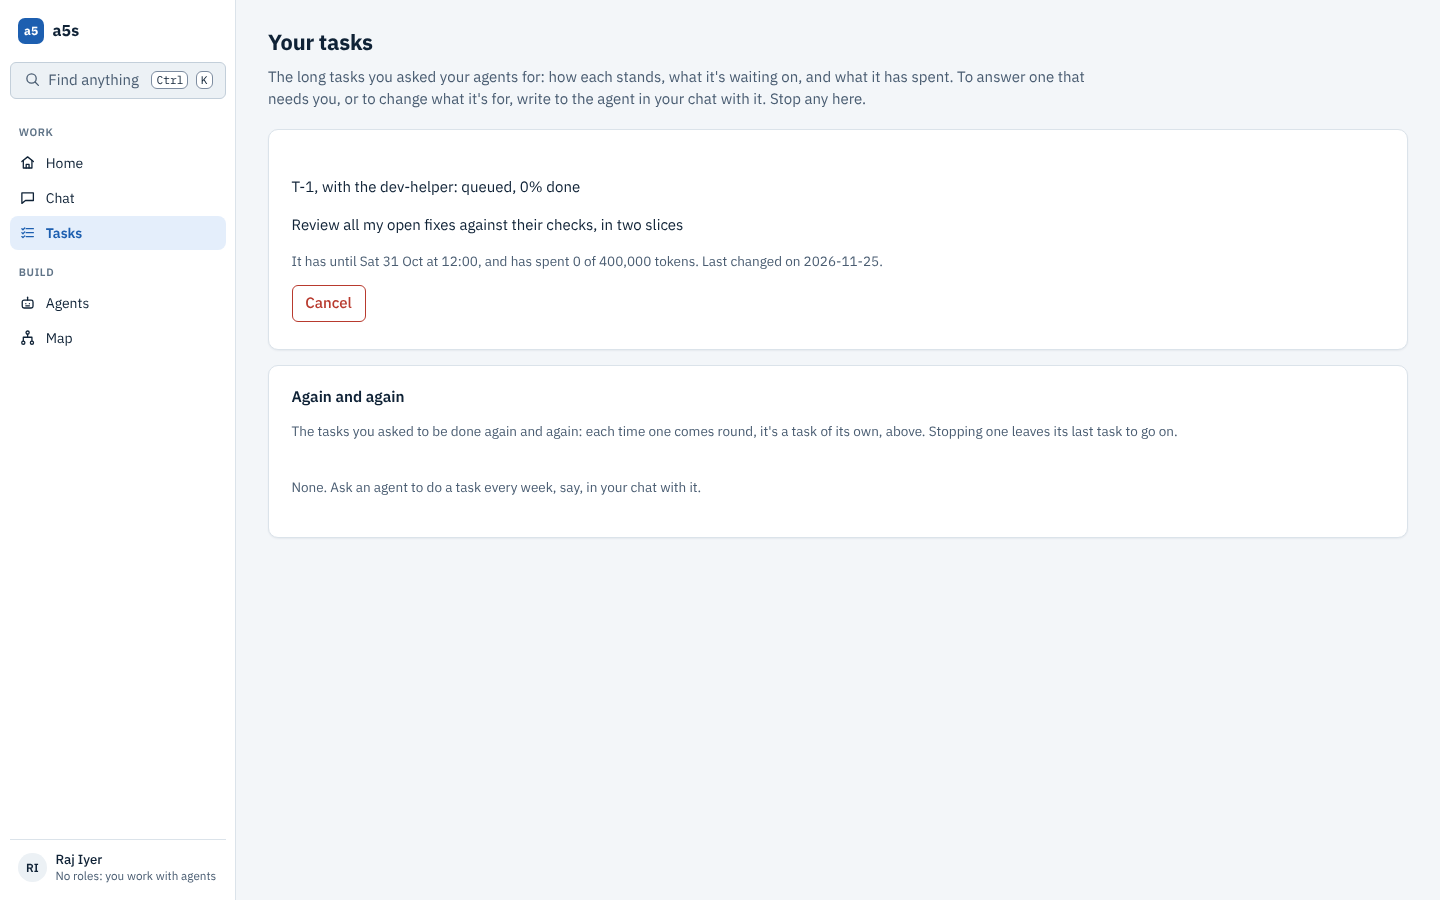 a5 a5s
Find anything Ctrl K
WORK
Home
Chat
Tasks
BUILD
Agents
Map
RI Raj Iyer
No roles: you work with agents
Your tasks
The long tasks you asked your agents for: how each stands, what it's waiting on, and what it has spent. To answer one that
needs you, or to change what it's for, write to the agent in your chat with it. Stop any here.
T-1, with the dev-helper: queued, 0% done
Review all my open fixes against their checks, in two slices
It has until Sat 31 Oct at 12:00, and has spent 0 of 400,000 tokens. Last changed on 2026-11-25.
Cancel
Again and again
The tasks you asked to be done again and again: each time one comes round, it's a task of its own, above. Stopping one leaves its last task to go on.
None. Ask an agent to do a task every week, say, in your chat with it.